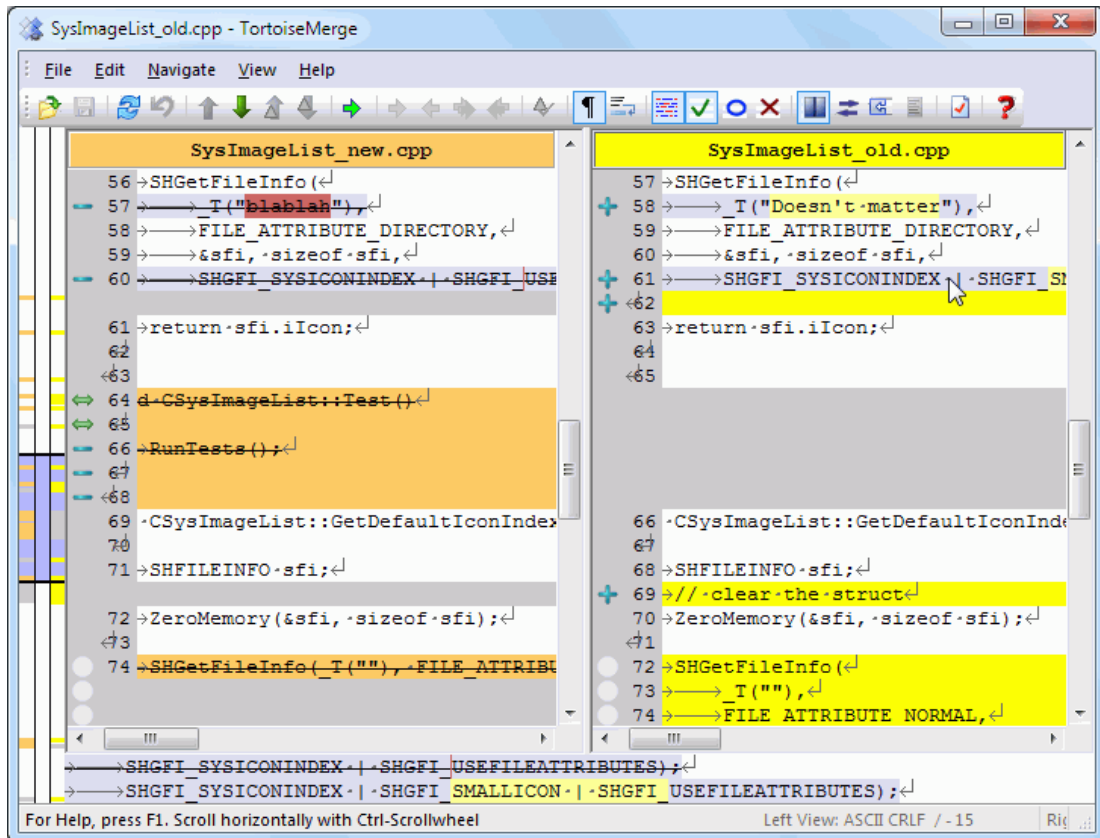 SysImageList_old.cpp - TortoiseMerge
File Edit Navigate View Help
SysImageList_new.cpp
56 →SHGetFileInfo(↵
57 →→_T("blablah"),↵
58 →→FILE_ATTRIBUTE_DIRECTORY,↵
59 →→&sfi,·sizeof·sfi,↵
60 →→SHGFI_SYSICONINDEX·|·SHGFI_USE
61 →return·sfi.iIcon;↵
62
63
64 d·CSysImageList::Test()↵
65
66 →RunTests();↵
67
68
69 ·CSysImageList::GetDefaultIconIndex
70
71 →SHFILEINFO·sfi;↵
72 →ZeroMemory(&sfi,·sizeof·sfi);↵
73
74 →SHGetFileInfo(_T(""),·FILE_ATTRIBU
SysImageList_old.cpp
57 →SHGetFileInfo(↵
58 →→_T("Doesn't·matter"),↵
59 →→FILE_ATTRIBUTE_DIRECTORY,↵
60 →→&sfi,·sizeof·sfi,↵
61 →→SHGFI_SYSICONINDEX·|·SHGFI_SM
62
63 →return·sfi.iIcon;↵
64
65
66 ·CSysImageList::GetDefaultIconInde
67
68 →SHFILEINFO·sfi;↵
69 →//·clear·the·struct↵
70 →ZeroMemory(&sfi,·sizeof·sfi);↵
71
72 →SHGetFileInfo(↵
73 →→_T(""),↵
74 →→FILE_ATTRIBUTE_NORMAL,↵
→→SHGFI_SYSICONINDEX·|·SHGFI_USEFILEATTRIBUTES);↵
→→SHGFI_SYSICONINDEX·|·SHGFI_SMALLICON·|·SHGFI_USEFILEATTRIBUTES);↵
For Help, press F1. Scroll horizontally with Ctrl-Scrollwheel
Left View: ASCII CRLF / - 15
Rig